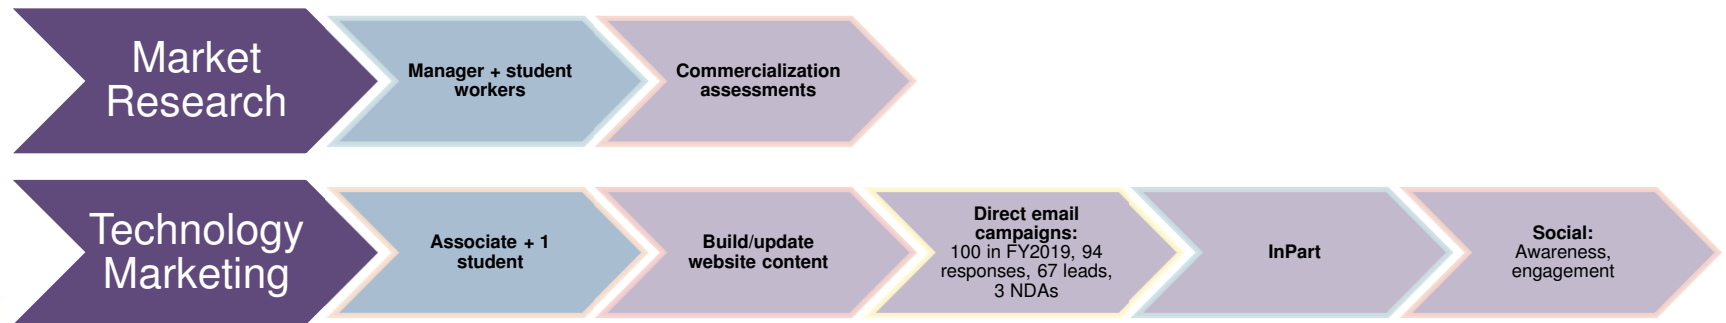 Market
Research
Manager + student
workers
Commercialization
assessments
Technology
Marketing
Associate + 1
student
Build/update
website content
Direct email
campaigns:
100 in FY2019, 94
responses, 67 leads,
3 NDAs
InPart
Social:
Awareness,
engagement